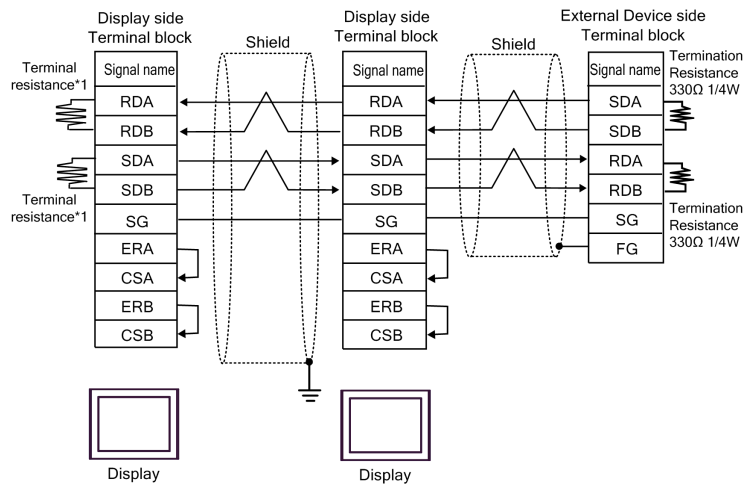 Display side
Terminal block
Shield
Display side
Terminal block
Shield
External Device side
Terminal block
Terminal
resistance*1
Terminal
resistance*1
Signal name
RDA
RDB
SDA
SDB
SG
ERA
CSA
ERB
CSB
Signal name
RDA
RDB
SDA
SDB
SG
ERA
CSA
ERB
CSB
Signal name
SDA
SDB
RDA
RDB
SG
FG
Termination
Resistance
330Ω 1/4W
Termination
Resistance
330Ω 1/4W
Display
Display